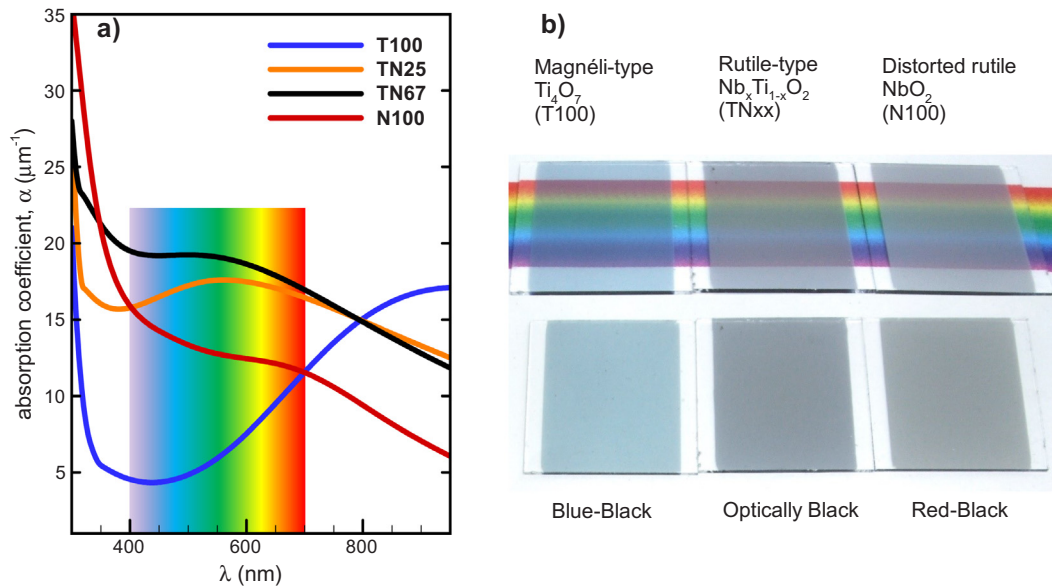 a)
35
30
25
20
15
10
5
absorption coefficient, α (μm⁻¹)
T100
TN25
TN67
N100
400
600
800
λ (nm)
b)
Magnéli-type
Ti₄O₇
(T100)
Rutile-type
NbₓTi₁₋ₓO₂
(TNxx)
Distorted rutile
NbO₂
(N100)
Blue-Black
Optically Black
Red-Black